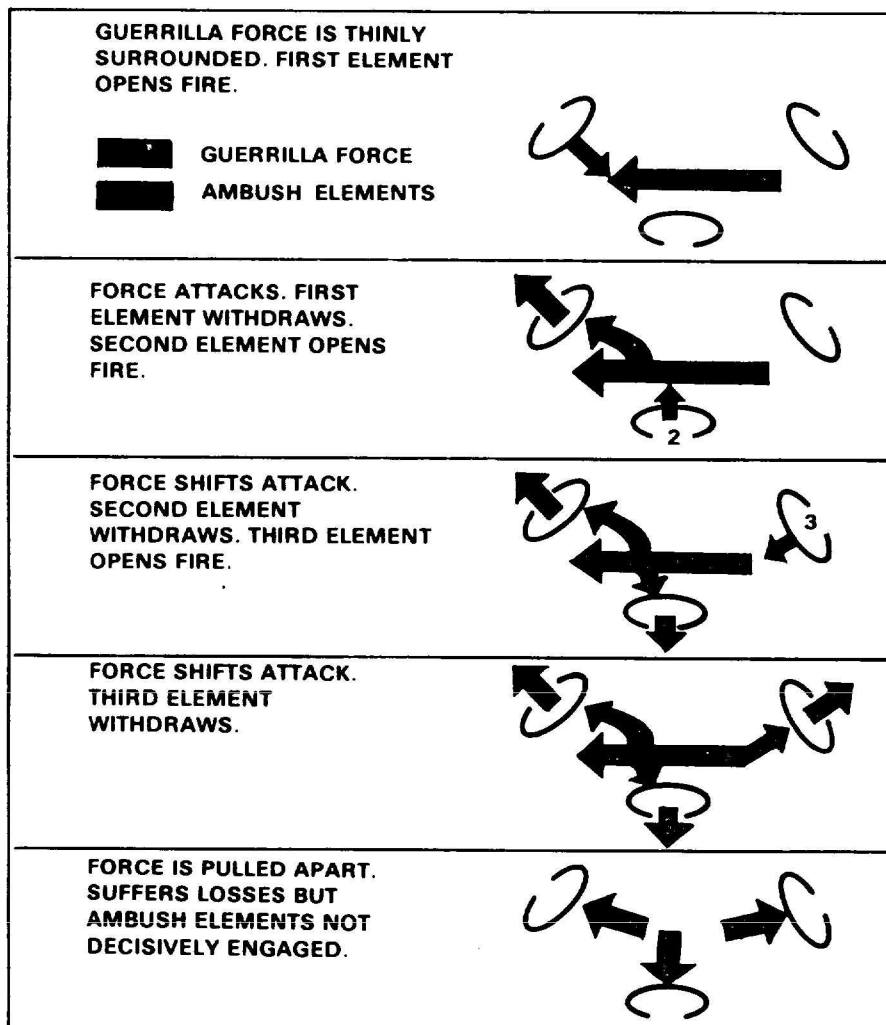 GUERRILLA FORCE IS THINLY
SURROUNDED. FIRST ELEMENT
OPENS FIRE.
GUERRILLA FORCE
AMBUSH ELEMENTS
FORCE ATTACKS. FIRST
ELEMENT WITHDRAWS.
SECOND ELEMENT OPENS
FIRE.
2
FORCE SHIFTS ATTACK.
SECOND ELEMENT
WITHDRAWS. THIRD ELEMENT
OPENS FIRE.
3
FORCE SHIFTS ATTACK.
THIRD ELEMENT
WITHDRAWS.
FORCE IS PULLED APART.
SUFFERS LOSSES BUT
AMBUSH ELEMENTS NOT
DECISIVELY ENGAGED.